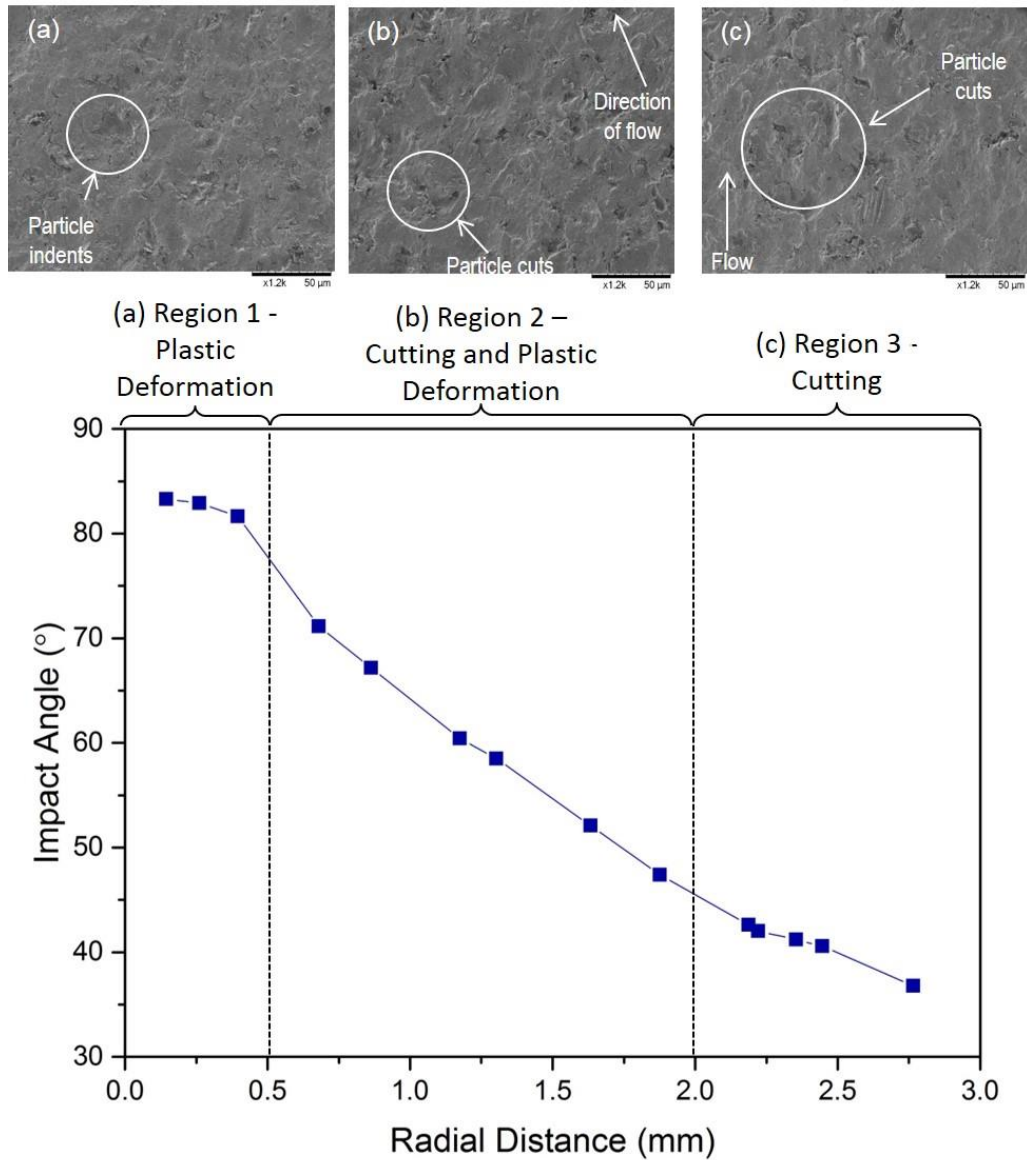 (a)
(b)
(c)
Particle
indents
Direction
of flow
Particle cuts
Particle
cuts
Flow
x1.2k 50 µm
x1.2k 50 µm
x1.2k 50 µm
(a) Region 1 -
Plastic
Deformation
(b) Region 2 –
Cutting and Plastic
Deformation
(c) Region 3 -
Cutting
90
80
70
60
50
40
30
Impact Angle (°)
0.0 0.5 1.0 1.5 2.0 2.5 3.0
Radial Distance (mm)